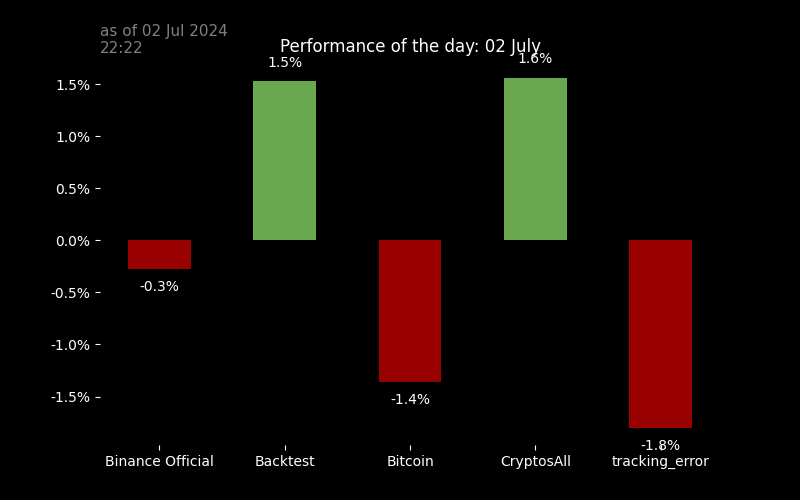 as of 02 Jul 2024
22:22
Performance of the day: 02 July
1.5%
1.6%
1.5%
1.0%
0.5%
0.0%
-0.5%
-1.0%
-1.5%
-0.3%
-1.4%
-1.8%
Binance Official
Backtest
Bitcoin
CryptosAll
tracking_error